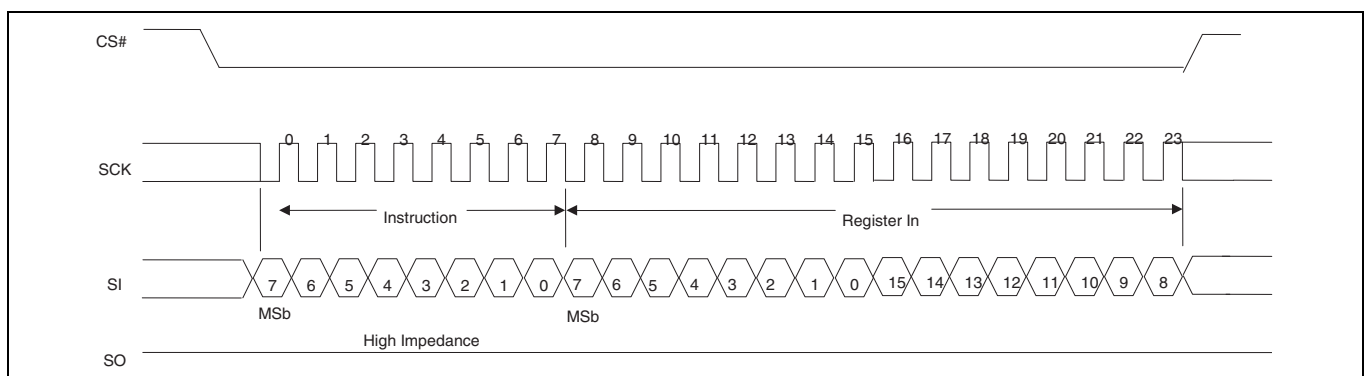 CS#
0 1 2 3 4 5 6 7 8 9 10 11 12 13 14 15 16 17 18 19 20 21 22 23
SCK
Instruction
Register In
SI
7 6 5 4 3 2 1 0 7 6 5 4 3 2 1 0 15 14 13 12 11 10 9 8
MSb MSb
High Impedance
SO